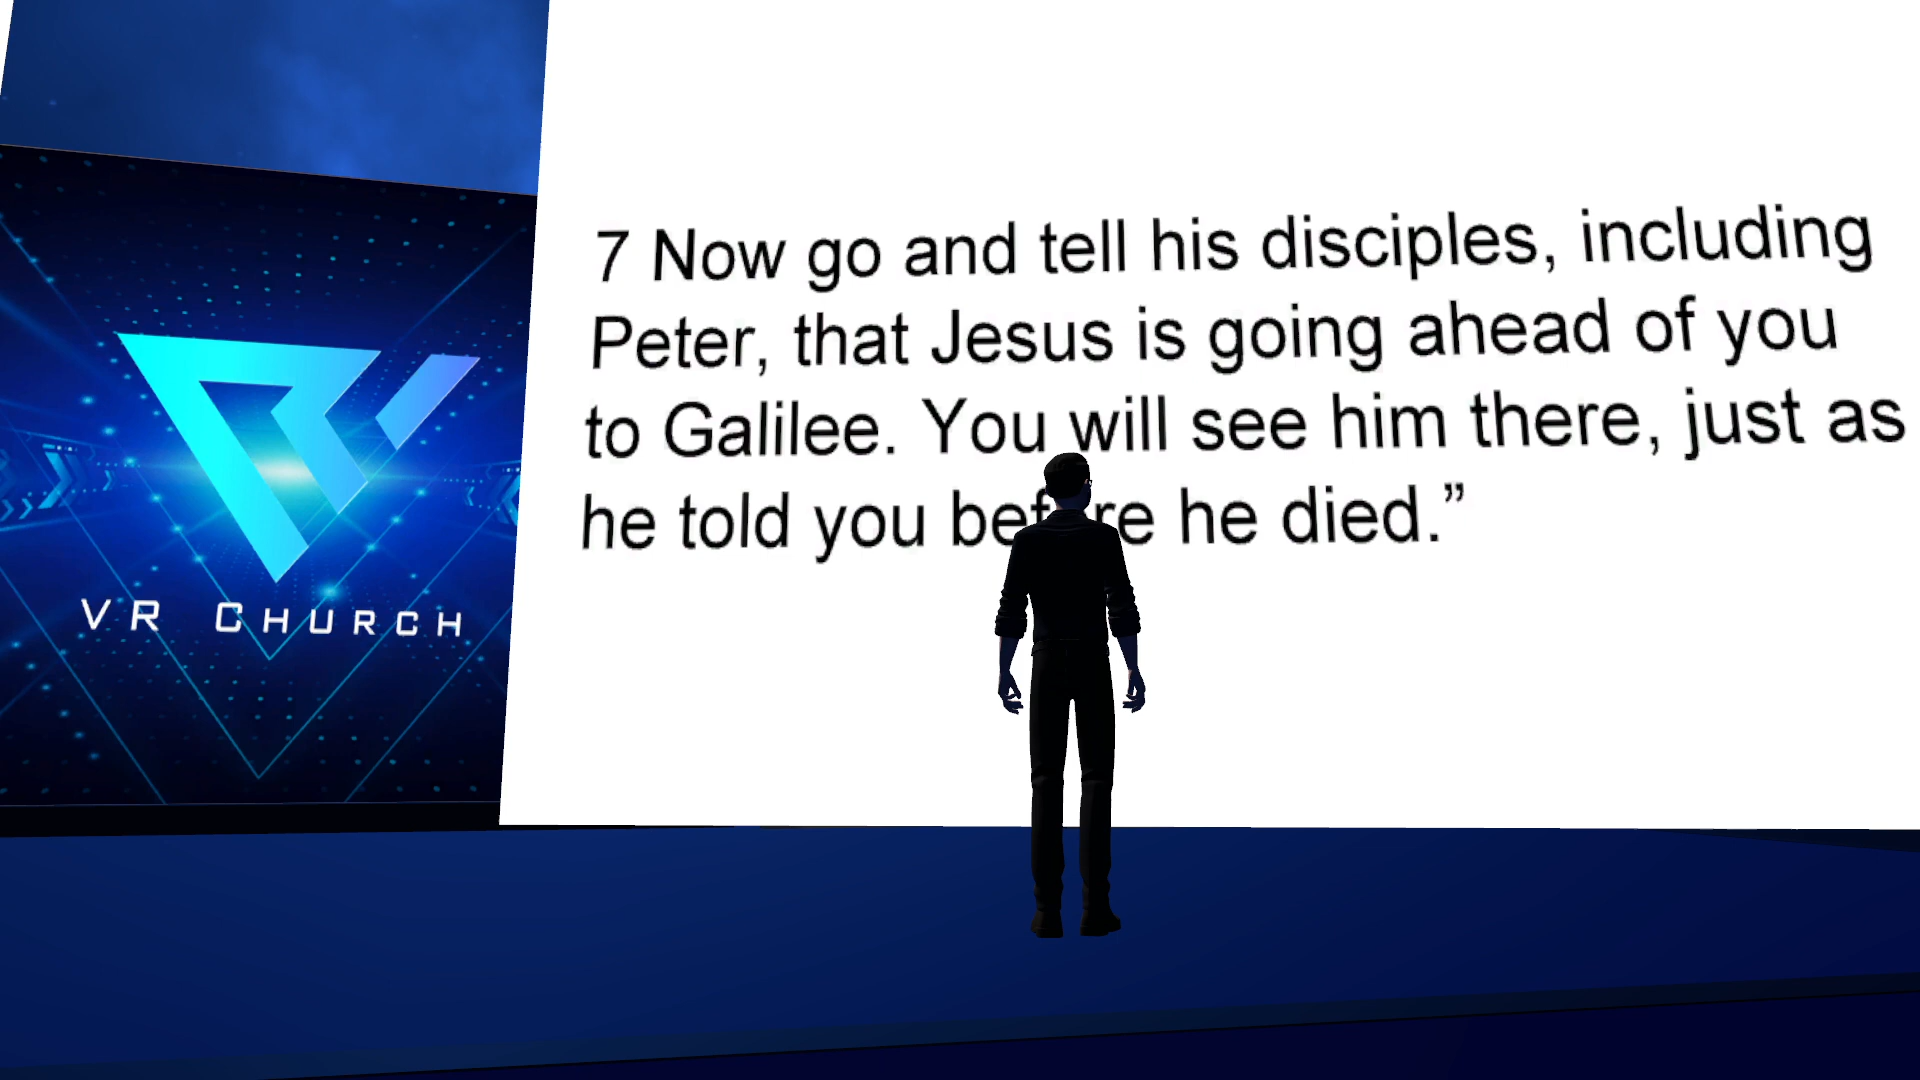 VR CHURCH
7 Now go and tell his disciples, including
Peter, that Jesus is going ahead of you
to Galilee. You will see him there, just as
he told you before he died.”